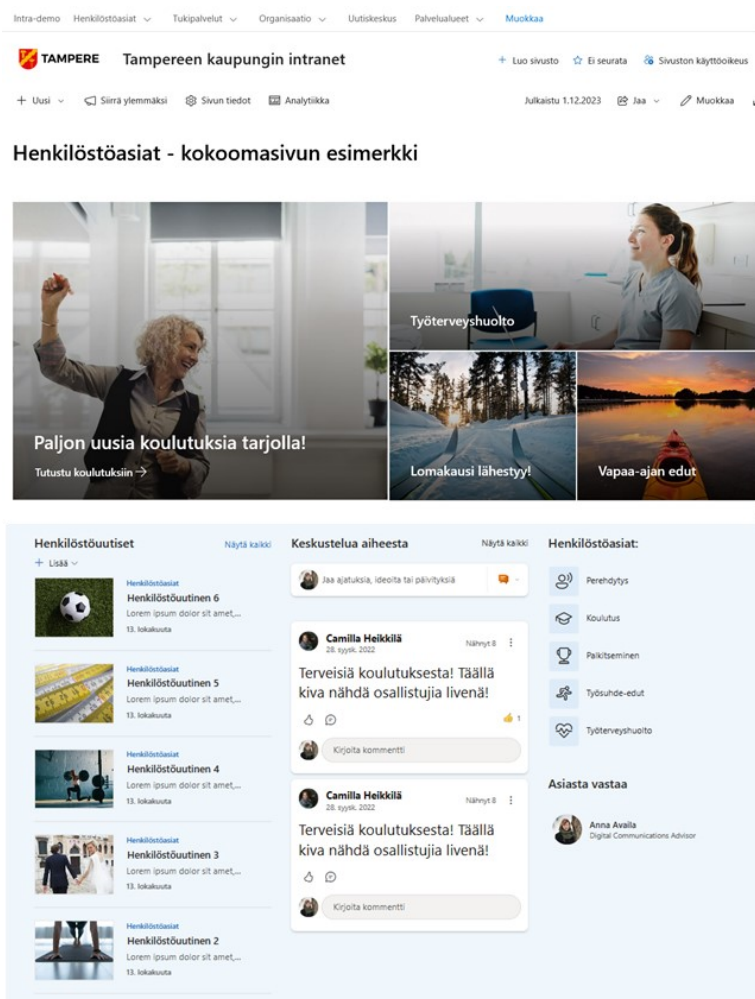 Intra-demo Henkilöstöasiat Tukipalvelut Organisaatio Uutiskeskus Palvelualueet Muokkaa
TAMPERE Tampereen kaupungin intranet
+ Luo sivusto Ei seurata Sivuston käyttöoikeus
+ Uusi Siirrä ylemmäksi Sivun tiedot Analytiikka Julkaistu 1.12.2023 Jaa Muokkaa
Henkilöstöasiat - kokoomasivun esimerkki
Työterveyshuolto
Paljon uusia koulutuksia tarjolla!
Tutustu koulutuksiin →
Lomakausi lähestyy!
Vapaa-ajan edut
Henkilöstöuutiset Näytä kaikki
+ Lisää
Henkilöstöasiat
Henkilöstöuutinen 6
Lorem ipsum dolor sit amet,...
13. lokakuuta
Henkilöstöasiat
Henkilöstöuutinen 5
Lorem ipsum dolor sit amet,...
13. lokakuuta
Henkilöstöasiat
Henkilöstöuutinen 4
Lorem ipsum dolor sit amet,...
13. lokakuuta
Henkilöstöasiat
Henkilöstöuutinen 3
Lorem ipsum dolor sit amet,...
13. lokakuuta
Henkilöstöasiat
Henkilöstöuutinen 2
Lorem ipsum dolor sit amet,...
13. lokakuuta
Keskustelua aiheesta Näytä kaikki
Jaa ajatuksia, ideoita tai päivityksiä
Camilla Heikkilä
28. syysk. 2022
Nähnyt 8
Terveisiä koulutuksesta! Täällä
kiva nähdä osallistujia livenä!
1
Kirjoita kommentti
Camilla Heikkilä
28. syysk. 2022
Nähnyt 8
Terveisiä koulutuksesta! Täällä
kiva nähdä osallistujia livenä!
Kirjoita kommentti
Henkilöstöasiat:
Perehdytys
Koulutus
Palkitseminen
Työsuhde-edut
Työterveyshuolto
Asiasta vastaa
Anna Availa
Digital Communications Advisor